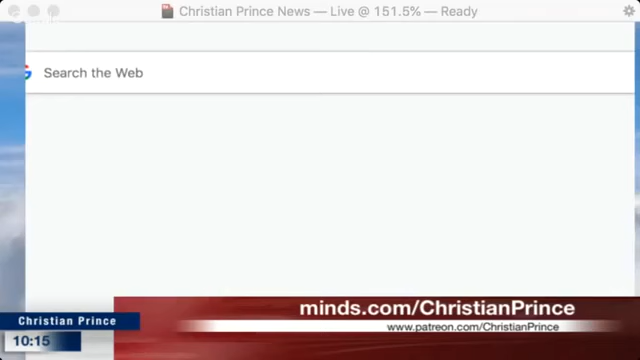 Christian Prince News — Live @ 151.5% — Ready
Search the Web
minds.com/ChristianPrince
www.patreon.com/ChristianPrince
Christian Prince
10:15